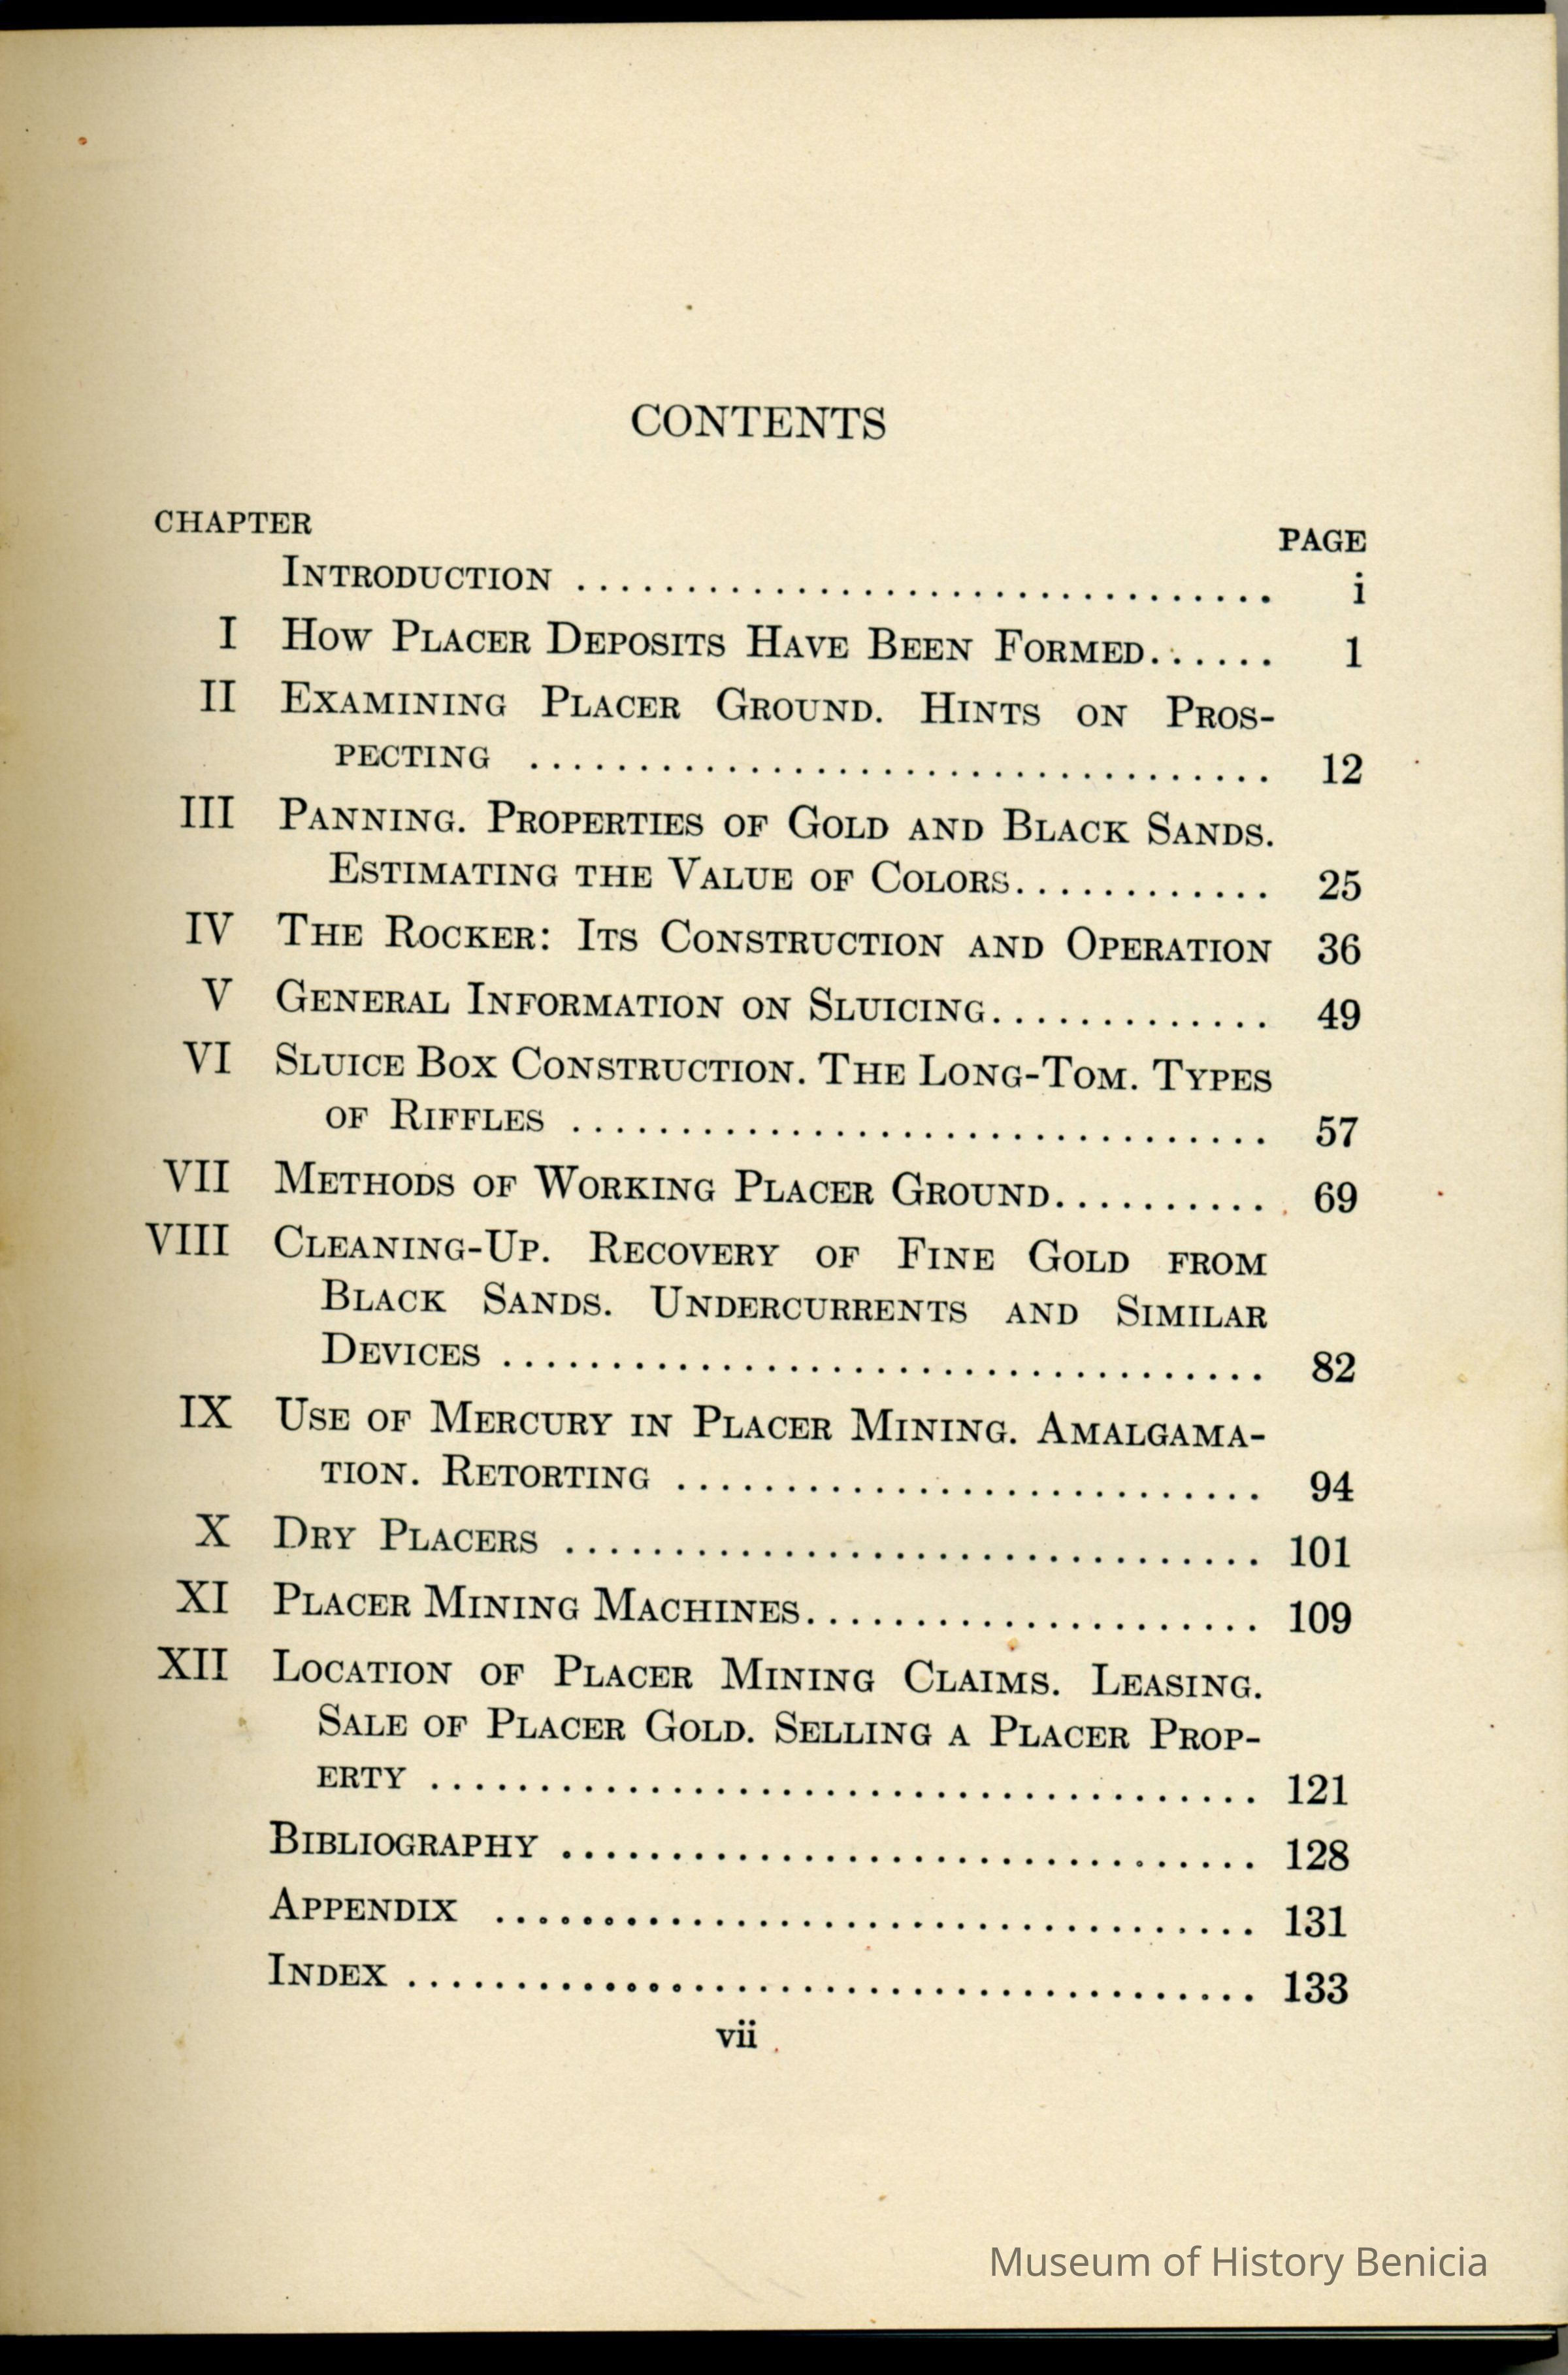 CONTENTS
CHAPTER
PAGE
INTRODUCTION .................................. i
I HOW PLACER DEPOSITS HAVE BEEN FORMED...... 1
II EXAMINING PLACER GROUND. HINTS ON PROS-
PECTING .................................. 12
III PANNING. PROPERTIES OF GOLD AND BLACK SANDS.
ESTIMATING THE VALUE OF COLORS............ 25
IV THE ROCKER: ITS CONSTRUCTION AND OPERATION 36
V GENERAL INFORMATION ON SLUICING............. 49
VI SLUICE BOX CONSTRUCTION. THE LONG-TOM. TYPES
OF RIFFLES ................................ 57
VII METHODS OF WORKING PLACER GROUND.......... 69
VIII CLEANING-UP. RECOVERY OF FINE GOLD FROM
BLACK SANDS. UNDERCURRENTS AND SIMILAR
DEVICES ................................... 82
IX USE OF MERCURY IN PLACER MINING. AMALGAMA-
TION. RETORTING ........................... 94
X DRY PLACERS ................................ 101
XI PLACER MINING MACHINES..................... 109
XII LOCATION OF PLACER MINING CLAIMS. LEASING.
SALE OF PLACER GOLD. SELLING A PLACER PROP-
ERTY ...................................... 121
BIBLIOGRAPHY ................................ 128
APPENDIX ................................... 131
INDEX ....................................... 133
vii
Museum of History Benicia